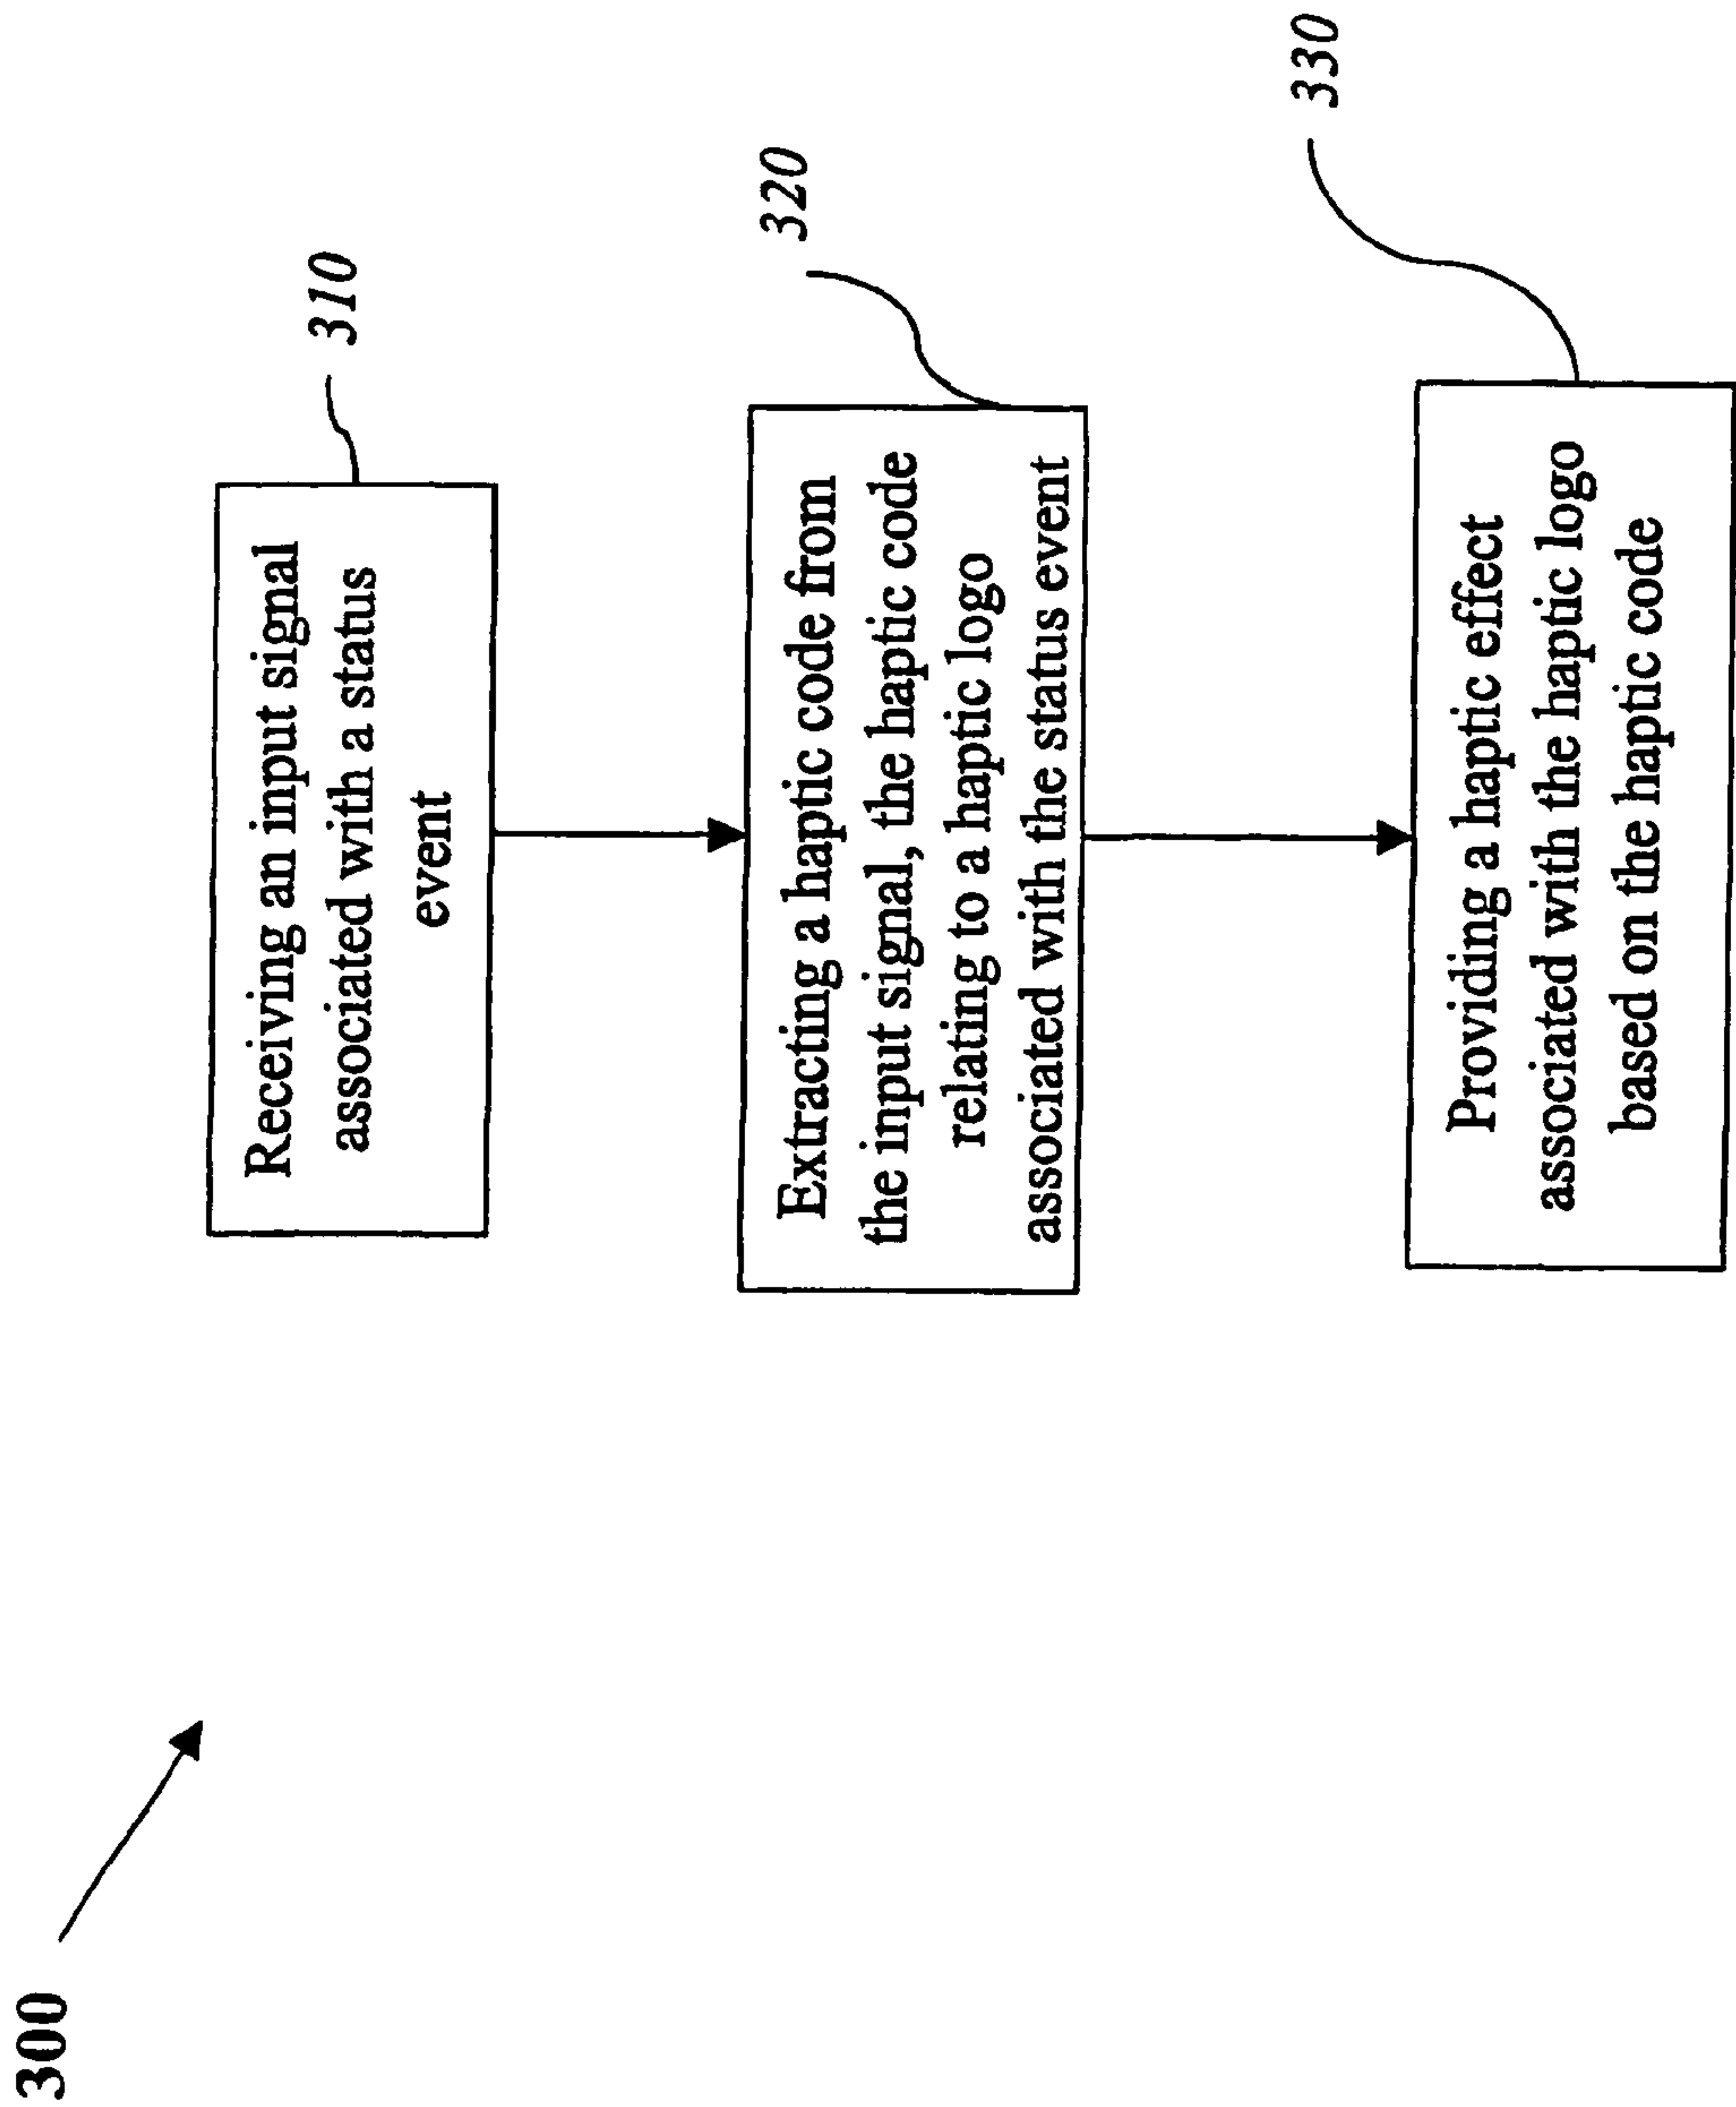 300
Receiving an input signal
associated with a status
event
310
Extracting a haptic code from
the input signal, the haptic code
relating to a haptic logo
associated with the status event
320
Providing a haptic effect
associated with the haptic logo
based on the haptic code
330